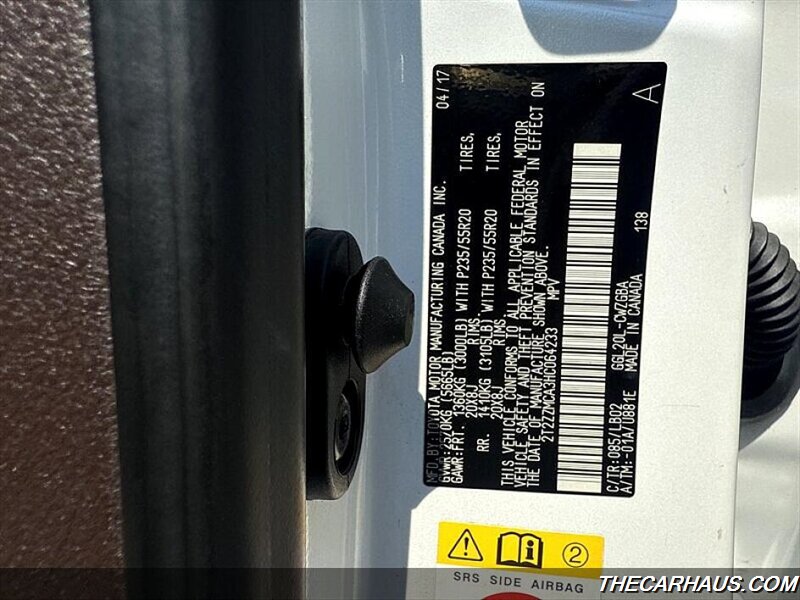 MFD.BY:TOYOTA MOTOR MANUFACTURING CANADA INC. 04/17
GVWR:2570KG (5665LB)
GAWR:FRT. 1360KG (3000LB) WITH P235/55R20 TIRES,
20X8J RIMS,
RR. 1410KG (3105LB) WITH P235/55R20 TIRES,
20X8J RIMS,
THIS VEHICLE CONFORMS TO ALL APPLICABLE FEDERAL MOTOR
VEHICLE SAFETY AND THEFT PREVENTION STANDARDS IN EFFECT ON
THE DATE OF MANUFACTURE SHOWN ABOVE.
2T2ZZMCA3HC064233 MPV
C/TR:085/LB02 GGL20L-CWZGBA
A/TM:-01A/U881E MADE IN CANADA 138 A
2
SRS SIDE AIRBAG
THECARHAUS.COM